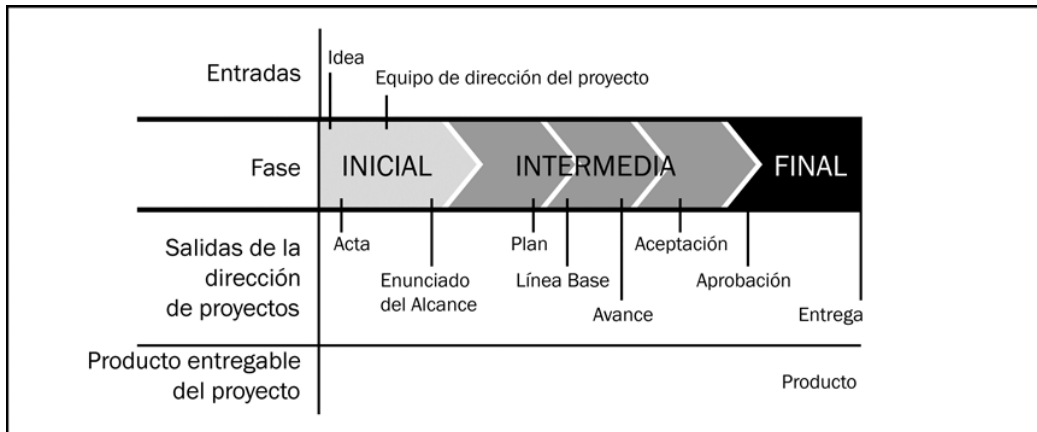 Idea
Entradas
Equipo de dirección del proyecto
Fase
INICIAL
INTERMEDIA
FINAL
Acta
Plan
Aceptación
Salidas de la
dirección
de proyectos
Enunciado
del Alcance
Línea Base
Aprobación
Avance
Entrega
Producto entregable
del proyecto
Producto